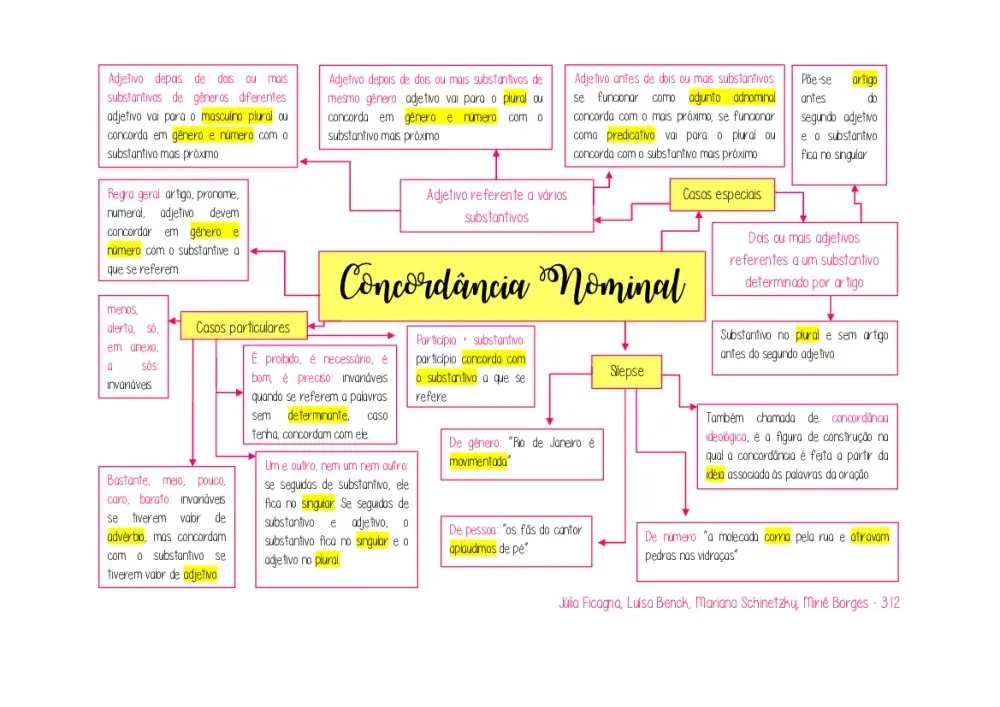 Adjetivo depois de dois ou mais
substantivos de gêneros diferentes:
adjetivo vai para o masculino plural ou
concorda em gênero e número com o
substantivo mais próximo
Adjetivo depois de dois ou mais substantivos de
mesmo gênero: adjetivo vai para o plural ou
concorda em gênero e número com o
substantivo mais próximo
Adjetivo antes de dois ou mais substantivos:
se funcionar como adjunto adnominal
concorda com o mais próximo, se funcionar
como predicativo vai para o plural ou
concorda com o substantivo mais próximo
Põe-se artigo
antes do
segundo adjetivo
e o substantivo
fica no singular
Regra geral: artigo, pronome,
numeral, adjetivo devem
concordar em gênero e
número com o substantive a
que se referem.
Adjetivo referente a vários
substantivos
Casos especiais
Dois ou mais adjetivos
referentes a um substantivo
determinado por artigo
Concordância Nominal
menos,
alerta, só,
em anexo,
a sós:
invariáveis
Casos particulares
Particípio + substantivo:
particípio concorda com
o substantivo a que se
refere
Substantivo no plural e sem artigo
antes do segundo adjetivo
É proibido, é necessário, é
bom, é preciso: invariáveis
quando se referem a palavras
sem determinante, caso
tenha, concordam com ele.
Silepse
Também chamada de concordância
ideológica, é a figura de construção na
qual a concordância é feita a partir da
idéia associada às palavras da oração.
De gênero: "Rio de Janeiro é
movimentada"
Bastante, meio, pouco,
caro, barato: invariáveis
se tiverem valor de
advérbio, mas concordam
com o substantivo se
tiverem valor de adjetivo.
Um e outro, nem um nem outro:
se seguidas de substantivo, ele
fica no singular. Se seguidas de
substantivo e adjetivo, o
substantivo fica no singular e o
adjetivo no plural.
De pessoa: "os fãs do cantor
aplaudimos de pé"
De número: "a molecada corria pela rua e atiravam
pedras nas vidraças"
Júlia Ficagna, Luísa Benck, Mariana Schinetzky, Miriê Borges - 312